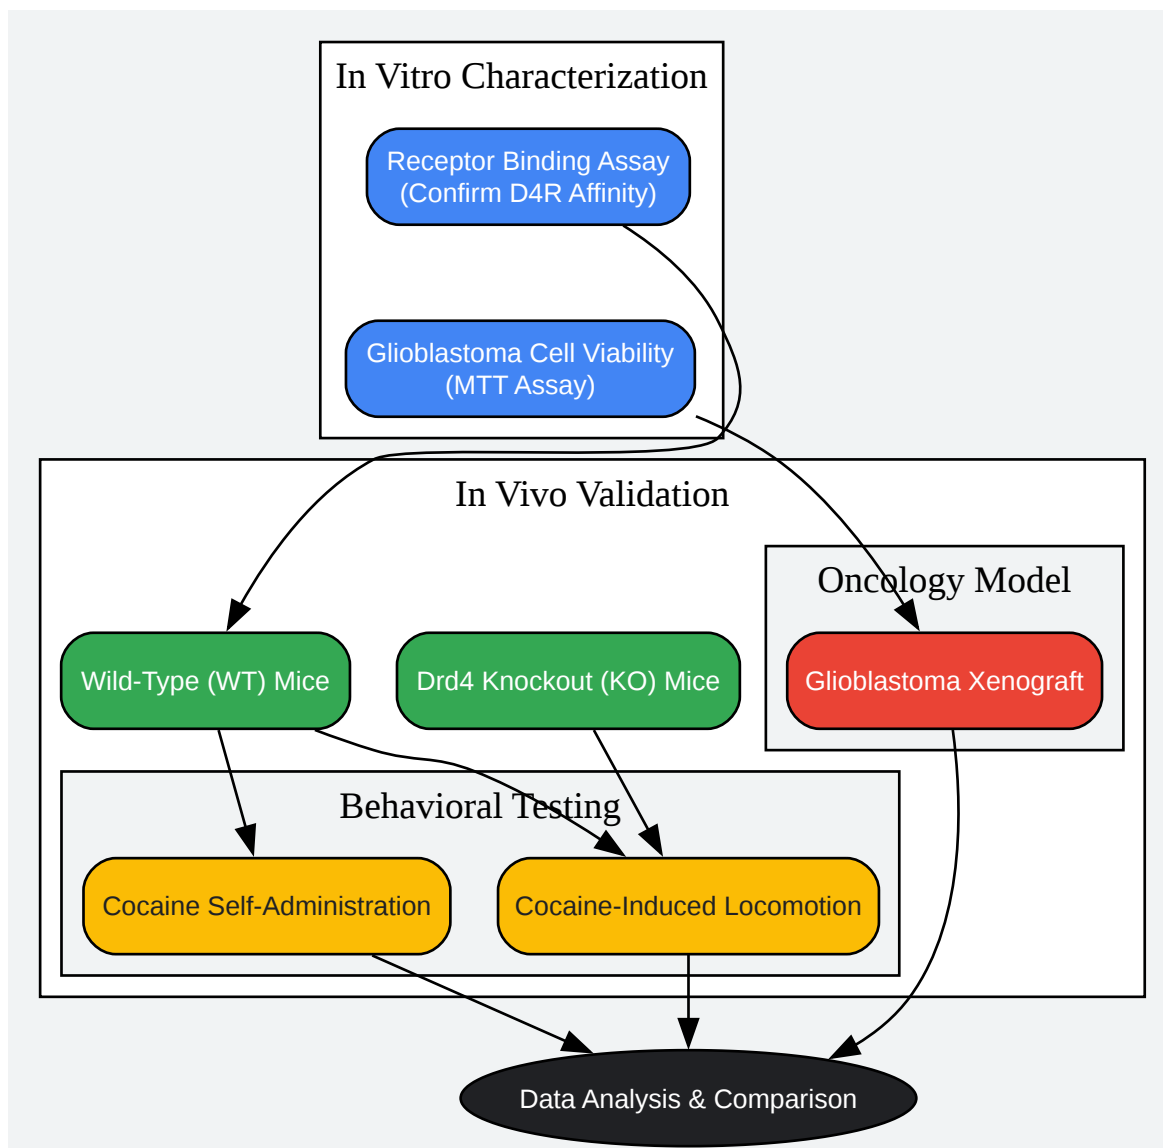 In Vitro Characterization
Receptor Binding Assay
(Confirm D4R Affinity)
Glioblastoma Cell Viability
(MTT Assay)
In Vivo Validation
Oncology Model
Wild-Type (WT) Mice
Drd4 Knockout (KO) Mice
Glioblastoma Xenograft
Behavioral Testing
Cocaine Self-Administration
Cocaine-Induced Locomotion
Data Analysis & Comparison